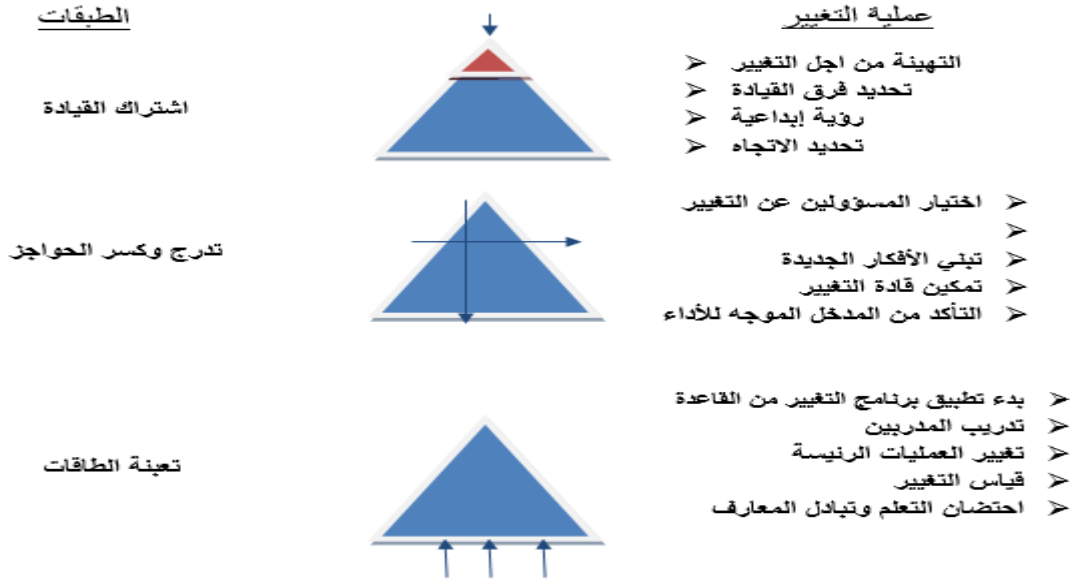 عملية التغيير
الطبقات
التهيئة من اجل التغيير
تحديد فرق القيادة
رؤية إبداعية
تحديد الاتجاه
اشتراك القيادة
اختيار المسؤولين عن التغيير
تبني الأفكار الجديدة
تمكين قادة التغيير
التأكد من المدخل الموجه للأداء
تدرج وكسر الحواجز
بدء تطبيق برنامج التغيير من القاعدة
تدريب المدربين
تغيير العمليات الرئيسة
قياس التغيير
احتضان التعلم وتبادل المعارف
تعبئة الطاقات